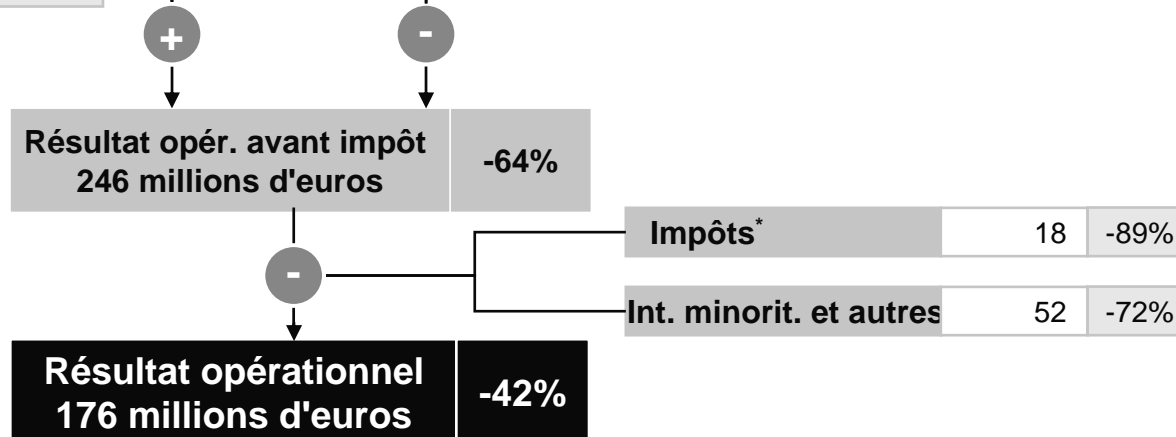 + -
Résultat opér. avant impôt
246 millions d'euros
-64%
Impôts* 18 -89%
-
Int. minorit. et autres 52 -72%
Résultat opérationnel
176 millions d'euros
-42%